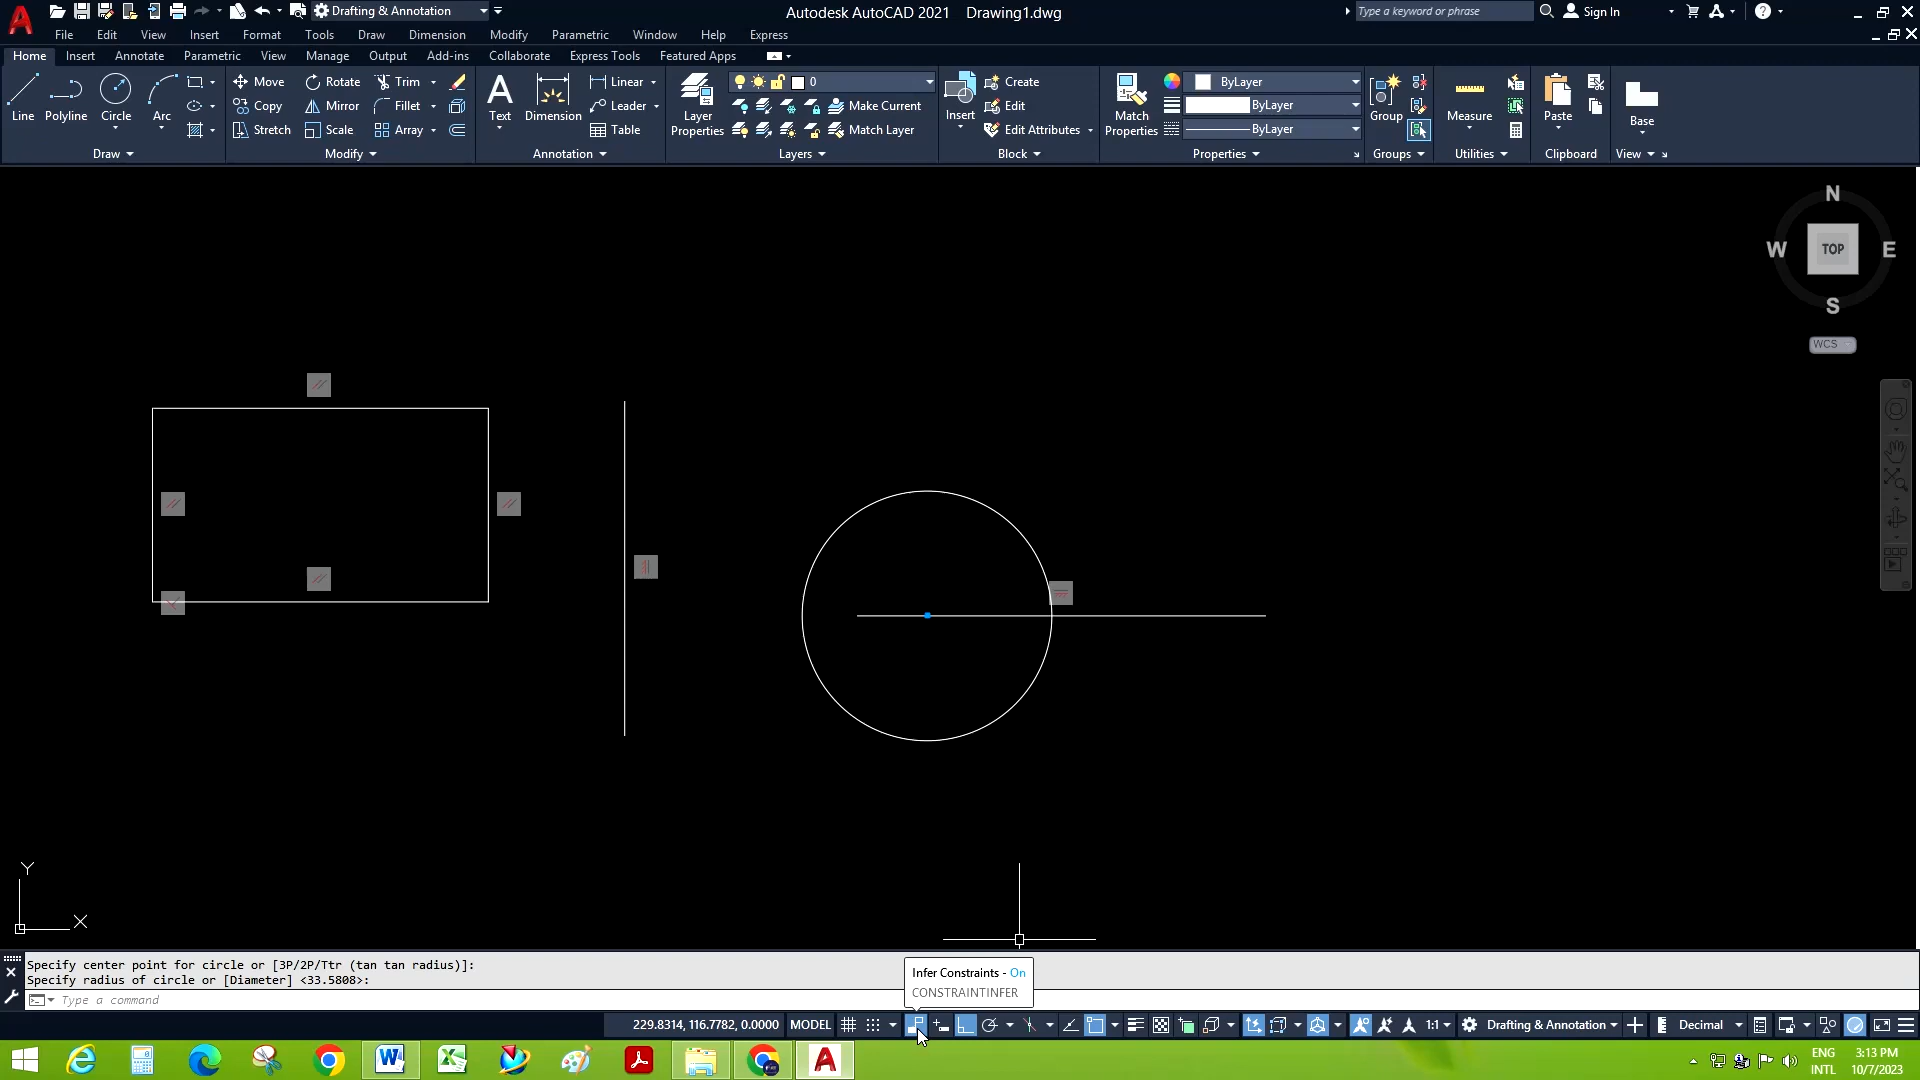 Drafting & Annotation
Autodesk AutoCAD 2021 Drawing1.dwg
Type a keyword or phrase
Sign In
File Edit View Insert Format Tools Draw Dimension Modify Parametric Window Help Express
Home Insert Annotate Parametric View Manage Output Add-ins Collaborate Express Tools Featured Apps
Line
Polyline
Circle
Arc
Draw
Move
Rotate
Trim
Copy
Mirror
Fillet
Stretch
Scale
Array
Modify
A
Text
Dimension
Linear
Leader
Table
Annotation
Layer
Properties
0
Make Current
Match Layer
Layers
Insert
Create
Edit
Edit Attributes
Block
Match
Properties
ByLayer
ByLayer
ByLayer
Properties
Group
Groups
Measure
Utilities
Paste
Clipboard
Base
View
N
W
TOP
E
S
WCS
Y
X
Specify center point for circle or [3P/2P/Ttr (tan tan radius)]:
Specify radius of circle or [Diameter] <33.5808>:
Type a command
Infer Constraints - On
CONSTRAINTINFER
229.8314, 116.7782, 0.0000 MODEL 1:1 Drafting & Annotation Decimal
ENG
INTL
3:13 PM
10/7/2023